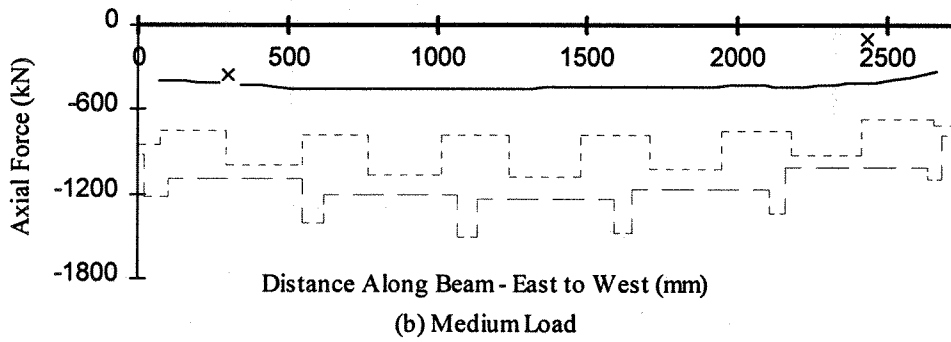 0
0 500 1000 1500 2000 2500
-600
-1200
-1800
Axial Force (kN)
Distance Along Beam - East to West (mm)
(b) Medium Load